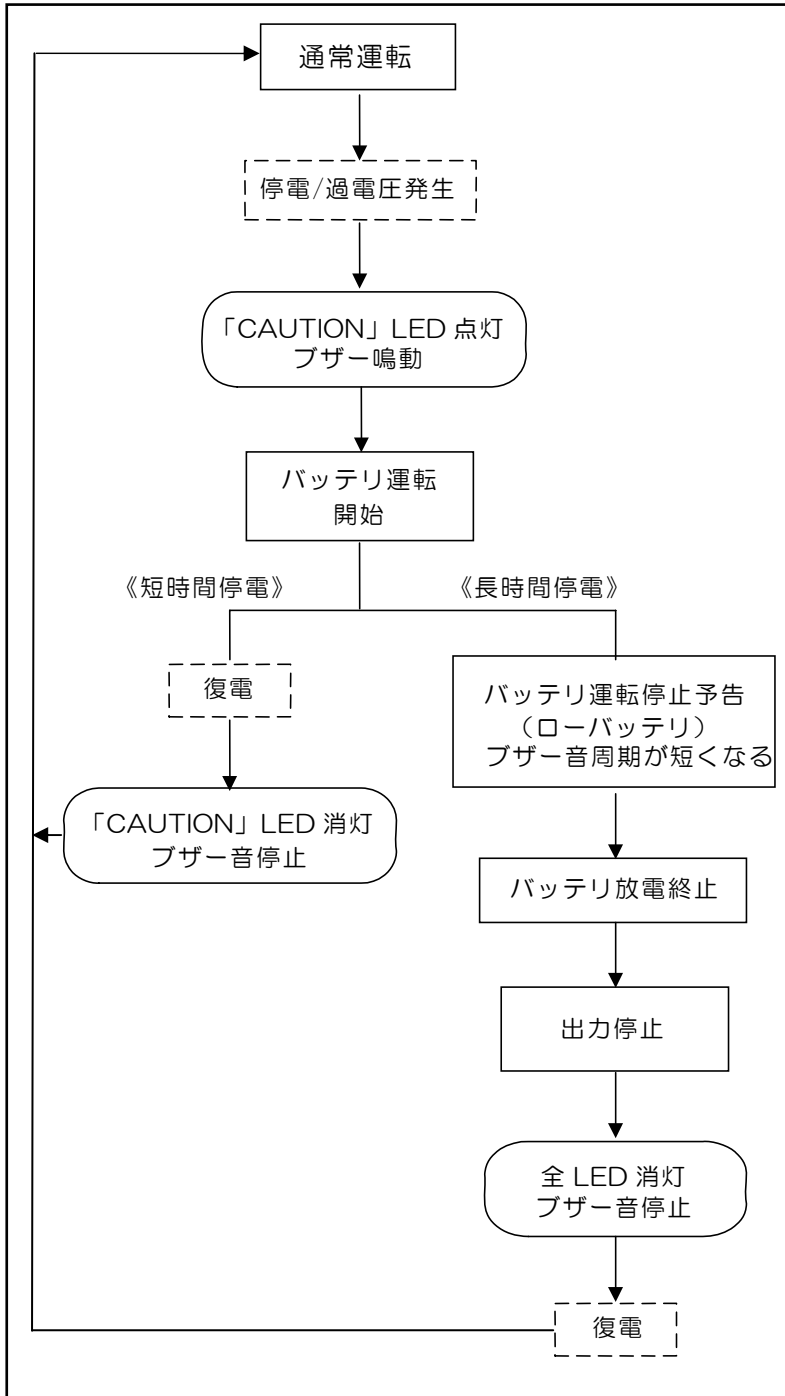 通常運転
停電/過電圧発生
「CAUTION」LED 点灯
ブザー鳴動
バッテリ運転
開始
《短時間停電》
《長時間停電》
復電
「CAUTION」LED 消灯
ブザー音停止
バッテリ運転停止予告
（ローバッテリ）
ブザー音周期が短くなる
バッテリ放電終止
出力停止
全 LED 消灯
ブザー音停止
復電